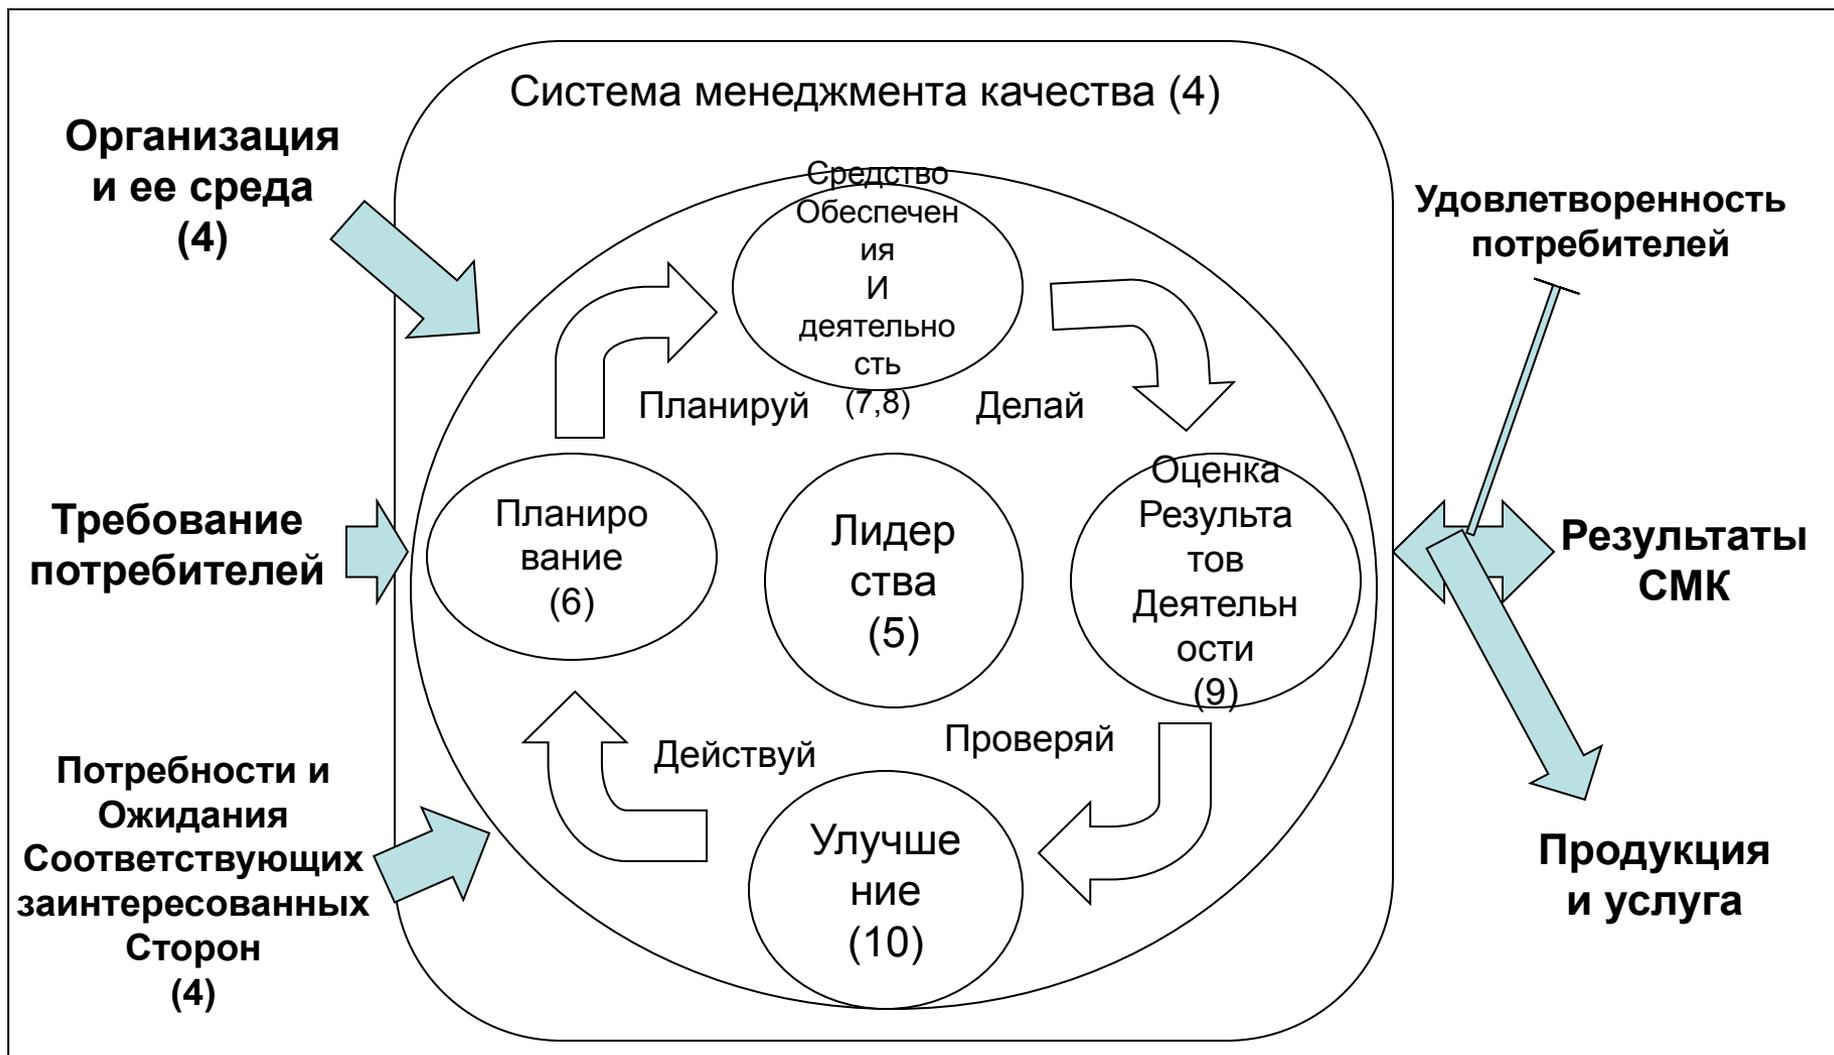 Система менеджмента качества (4)
Организация
и ее среда
(4)
Требование
потребителей
Потребности и
Ожидания
Соответствующих
заинтересованных
Сторон
(4)
Средство
Обеспечен
ия
И
деятельно
сть
(7,8)
Планируй
Делай
Планиро
вание
(6)
Лидер
ства
(5)
Оценка
Результа
тов
Деятельн
ости
(9)
Действуй
Проверяй
Улучше
ние
(10)
Удовлетворенность
потребителей
Результаты
СМК
Продукция
и услуга